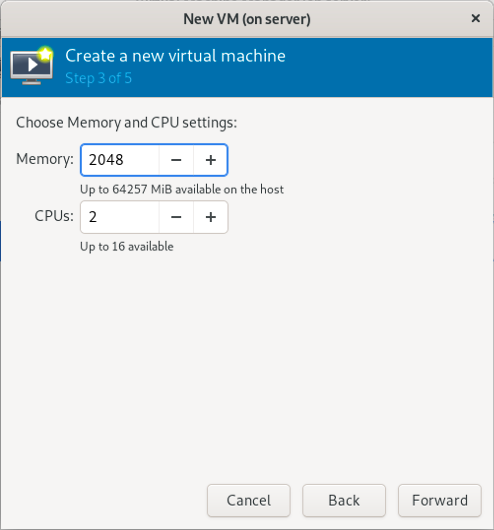 New VM (on server)
×
Create a new virtual machine
Step 3 of 5
Choose Memory and CPU settings:
Memory: 2048 − +
Up to 64257 MiB available on the host
CPUs: 2 − +
Up to 16 available
Cancel Back Forward